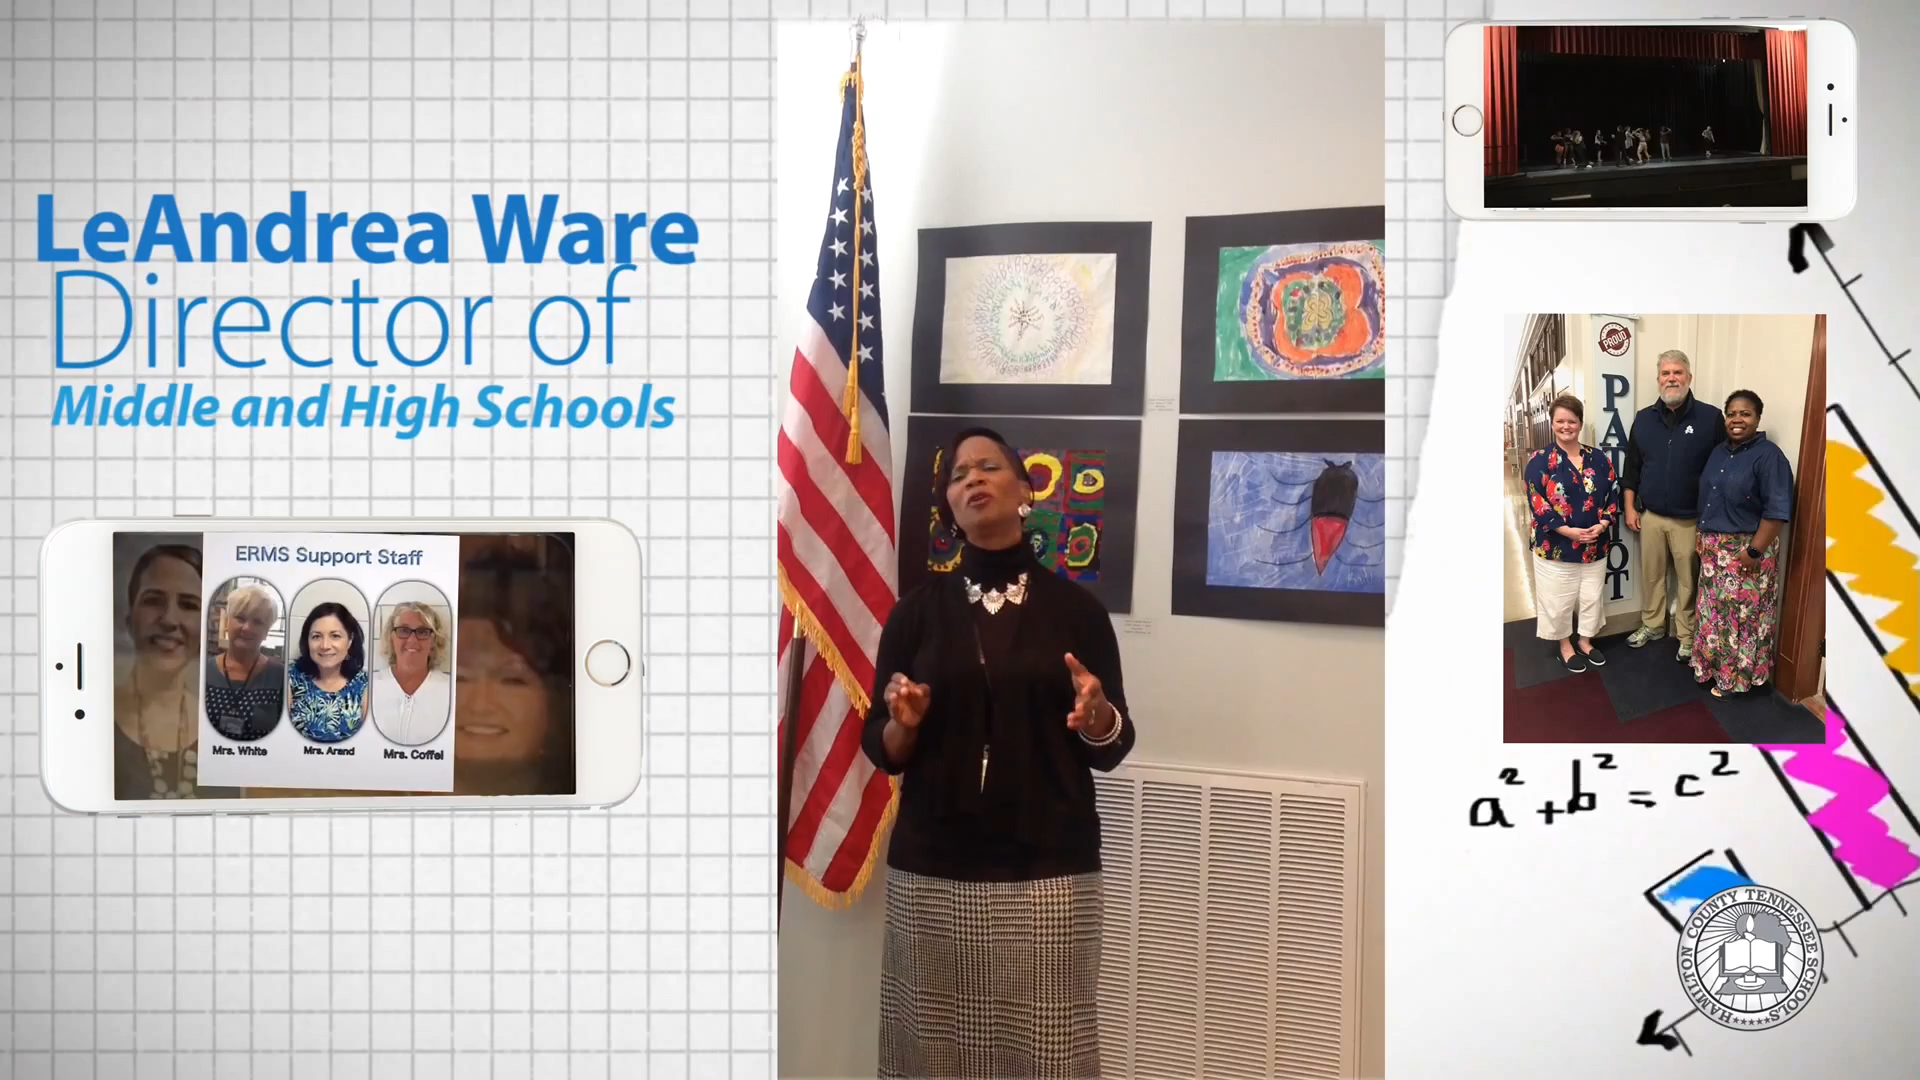 LeAndrea Ware
Director of
Middle and High Schools
ERMS Support Staff
Mrs. White
Mrs. Arand
Mrs. Coffel
PROUD
PATRIOT
a² + b² = c²
HAMILTON COUNTY TENNESSEE SCHOOLS